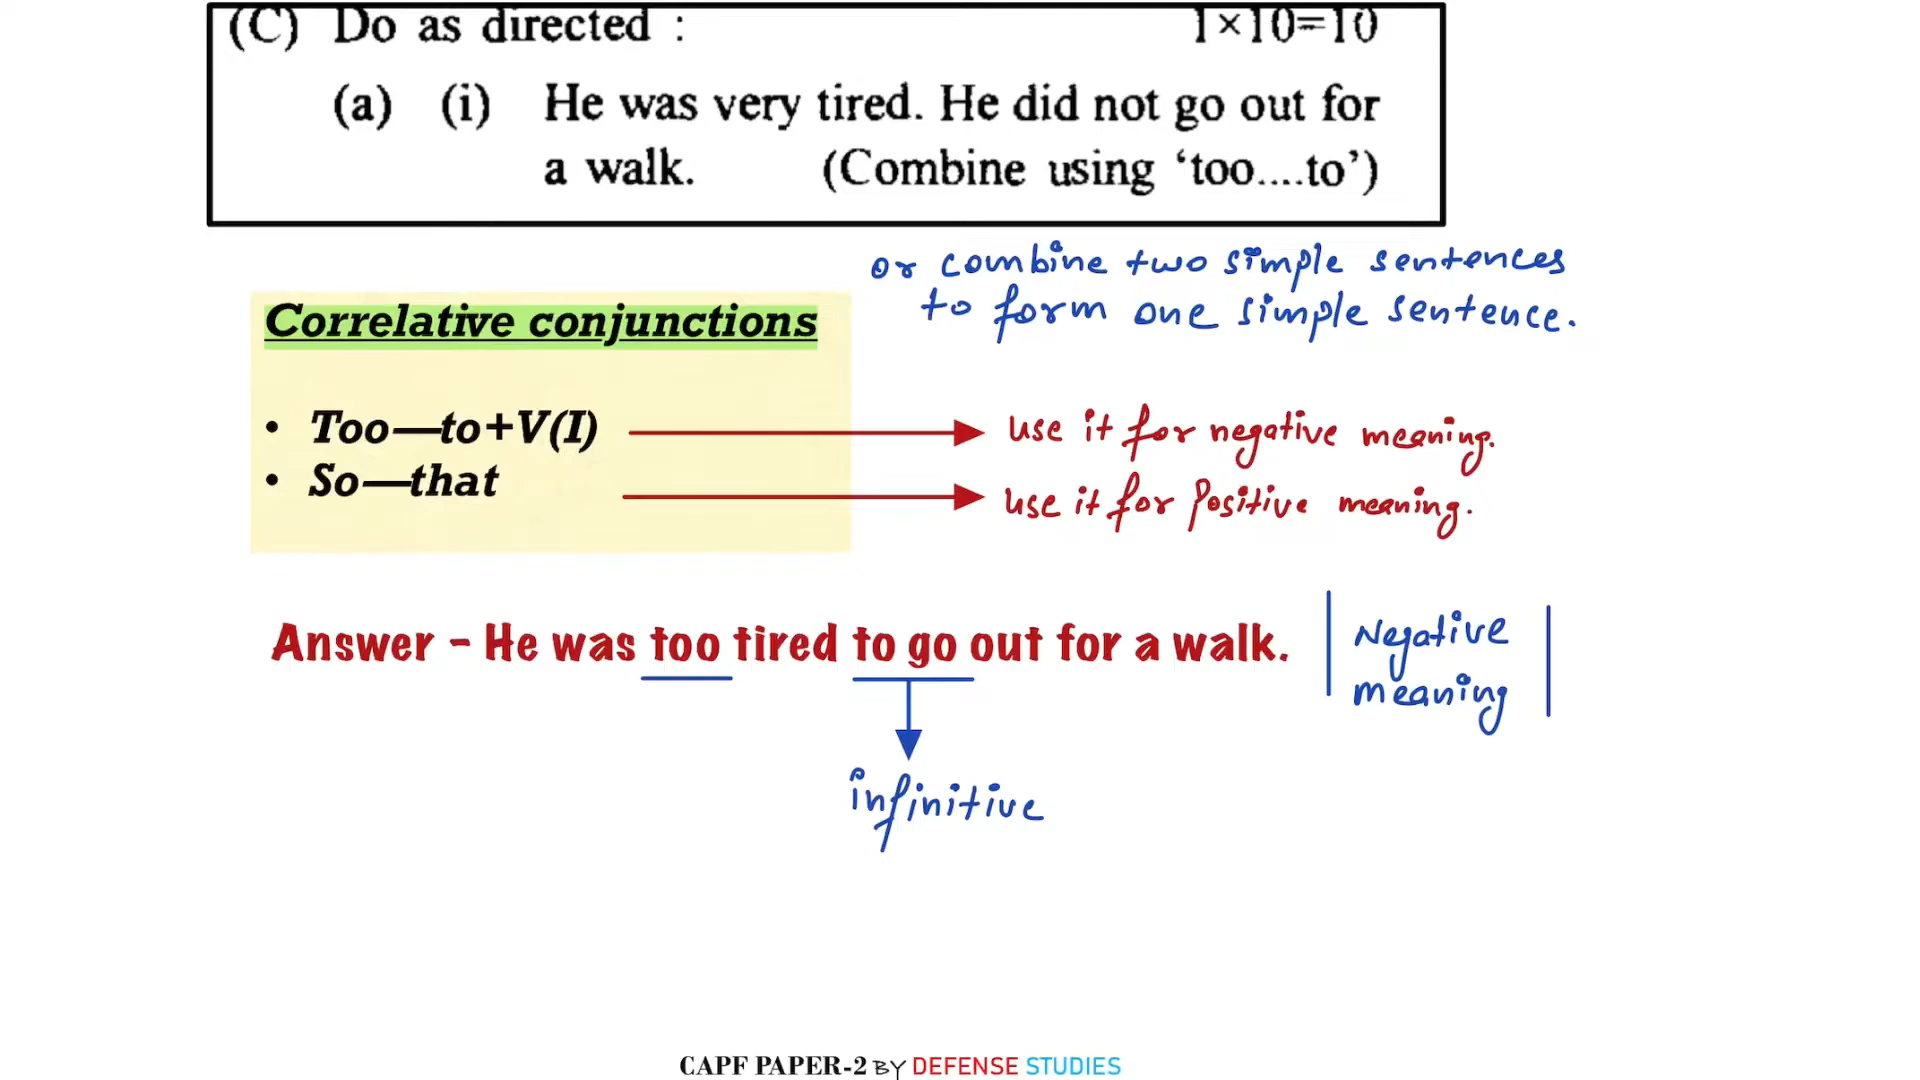 (C) Do as directed : 1×10=10
(a) (i) He was very tired. He did not go out for
a walk. (Combine using ‘too....to’)
or combine two simple sentences
to form one simple sentence.
Correlative conjunctions
• Too—to+V(I)
use it for negative meaning.
• So—that
use it for Positive meaning.
Answer - He was too tired to go out for a walk.
Negative
meaning
infinitive
CAPF PAPER-2 BY DEFENSE STUDIES